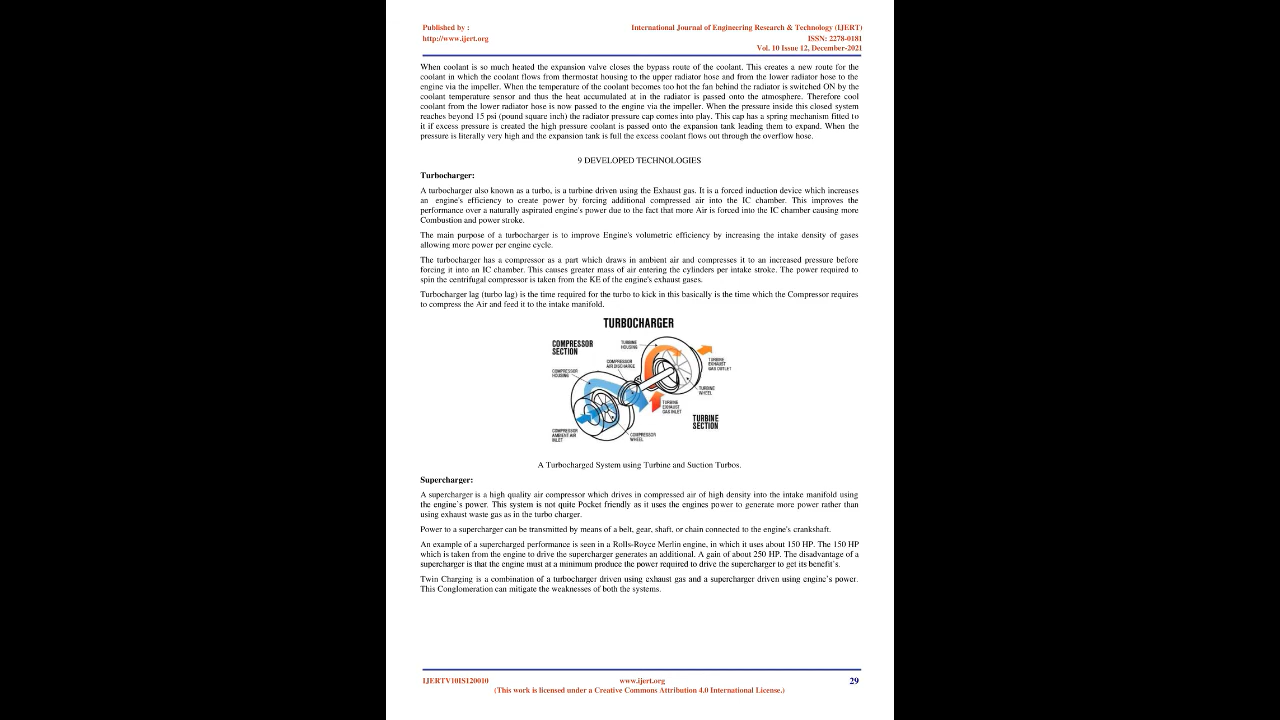 Published by :
International Journal of Engineering Research & Technology (IJERT)
http://www.ijert.org
ISSN: 2278-0181
Vol. 10 Issue 12, December-2021
When coolant is so much heated the expansion valve closes the bypass route of the coolant. This creates a new route for the
coolant in which the coolant flows from thermostat housing to the upper radiator hose and from the lower radiator hose to the
engine via the impeller. When the temperature of the coolant becomes too hot the fan behind the radiator is switched ON by the
coolant temperature sensor and thus the heat accumulated at in the radiator is passed onto the atmosphere. Therefore cool
coolant from the lower radiator hose is now passed to the engine via the impeller. When the pressure inside this closed system
reaches beyond 15 psi (pound square inch) the radiator pressure cap comes into play. This cap has a spring mechanism fitted to
it if excess pressure is created the high pressure coolant is passed onto the expansion tank leading them to expand. When the
pressure is literally very high and the expansion tank is full the excess coolant flows out through the overflow hose.
9 DEVELOPED TECHNOLOGIES
Turbocharger:
A turbocharger also known as a turbo, is a turbine driven using the Exhaust gas. It is a forced induction device which increases
an engine's efficiency to create power by forcing additional compressed air into the IC chamber. This improves the
performance over a naturally aspirated engine's power due to the fact that more Air is forced into the IC chamber causing more
Combustion and power stroke.
The main purpose of a turbocharger is to improve Engine's volumetric efficiency by increasing the intake density of gases
allowing more power per engine cycle.
The turbocharger has a compressor as a part which draws in ambient air and compresses it to an increased pressure before
forcing it into an IC chamber. This causes greater mass of air entering the cylinders per intake stroke. The power required to
spin the centrifugal compressor is taken from the KE of the engine's exhaust gases.
Turbocharger lag (turbo lag) is the time required for the turbo to kick in this basically is the time which the Compressor requires
to compress the Air and feed it to the intake manifold.
TURBOCHARGER
COMPRESSOR
SECTION
TURBINE
HOUSING
COMPRESSOR
AIR DISCHARGE
TURBINE
EXHAUST
GAS OUTLET
COMPRESSOR
HOUSING
TURBINE
WHEEL
TURBINE
EXHAUST
GAS INLET
TURBINE
SECTION
COMPRESSOR
AMBIENT AIR
INLET
COMPRESSOR
WHEEL
A Turbocharged System using Turbine and Suction Turbos.
Supercharger:
A supercharger is a high quality air compressor which drives in compressed air of high density into the intake manifold using
the engine's power. This system is not quite Pocket friendly as it uses the engines power to generate more power rather than
using exhaust waste gas as in the turbo charger.
Power to a supercharger can be transmitted by means of a belt, gear, shaft, or chain connected to the engine's crankshaft.
An example of a supercharged performance is seen in a Rolls-Royce Merlin engine, in which it uses about 150 HP. The 150 HP
which is taken from the engine to drive the supercharger generates an additional. A gain of about 250 HP. The disadvantage of a
supercharger is that the engine must at a minimum produce the power required to drive the supercharger to get its benefit's.
Twin Charging is a combination of a turbocharger driven using exhaust gas and a supercharger driven using engine's power.
This Conglomeration can mitigate the weaknesses of both the systems.
IJERTV10IS120010
www.ijert.org
29
(This work is licensed under a Creative Commons Attribution 4.0 International License.)